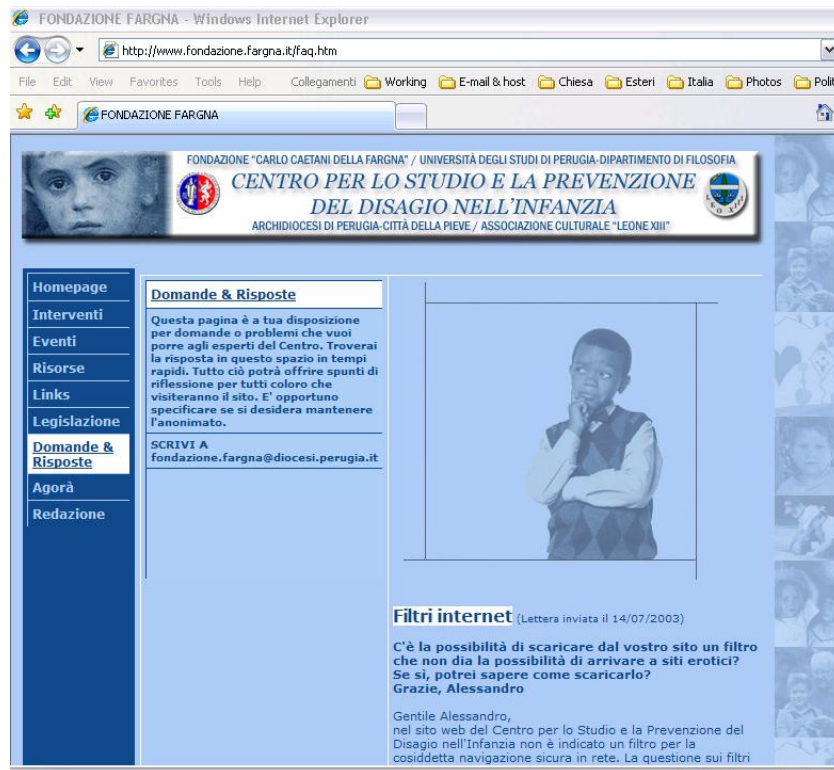 FONDAZIONE FARGNA - Windows Internet Explorer
http://www.fondazione.fargna.it/faq.htm
File Edit View Favorites Tools Help Collegamenti Working E-mail & host Chiesa Esteri Italia Photos Polit
FONDAZIONE FARGNA
FONDAZIONE "CARLO CAETANI DELLA FARGNA" / UNIVERSITÀ DEGLI STUDI DI PERUGIA-DIPARTIMENTO DI FILOSOFIA
CENTRO PER LO STUDIO E LA PREVENZIONE
DEL DISAGIO NELL'INFANZIA
ARCHIDIOCESI DI PERUGIA-CITTÀ DELLA PIEVE / ASSOCIAZIONE CULTURALE "LEONE XIII"
LEO XIII
Homepage
Interventi
Eventi
Risorse
Links
Legislazione
Domande &
Risposte
Agorà
Redazione
Domande & Risposte
Questa pagina è a tua disposizione
per domande o problemi che vuoi
porre agli esperti del Centro. Troverai
la risposta in questo spazio in tempi
rapidi. Tutto ciò potrà offrire spunti di
riflessione per tutti coloro che
visiteranno il sito. E' opportuno
specificare se si desidera mantenere
l'anonimato.
SCRIVI A
fondazione.fargna@diocesi.perugia.it
Filtri internet (Lettera inviata il 14/07/2003)
C'è la possibilità di scaricare dal vostro sito un filtro
che non dia la possibilità di arrivare a siti erotici?
Se sì, potrei sapere come scaricarlo?
Grazie, Alessandro
Gentile Alessandro,
nel sito web del Centro per lo Studio e la Prevenzione del
Disagio nell'Infanzia non è indicato un filtro per la
cosiddetta navigazione sicura in rete. La questione sui filtri